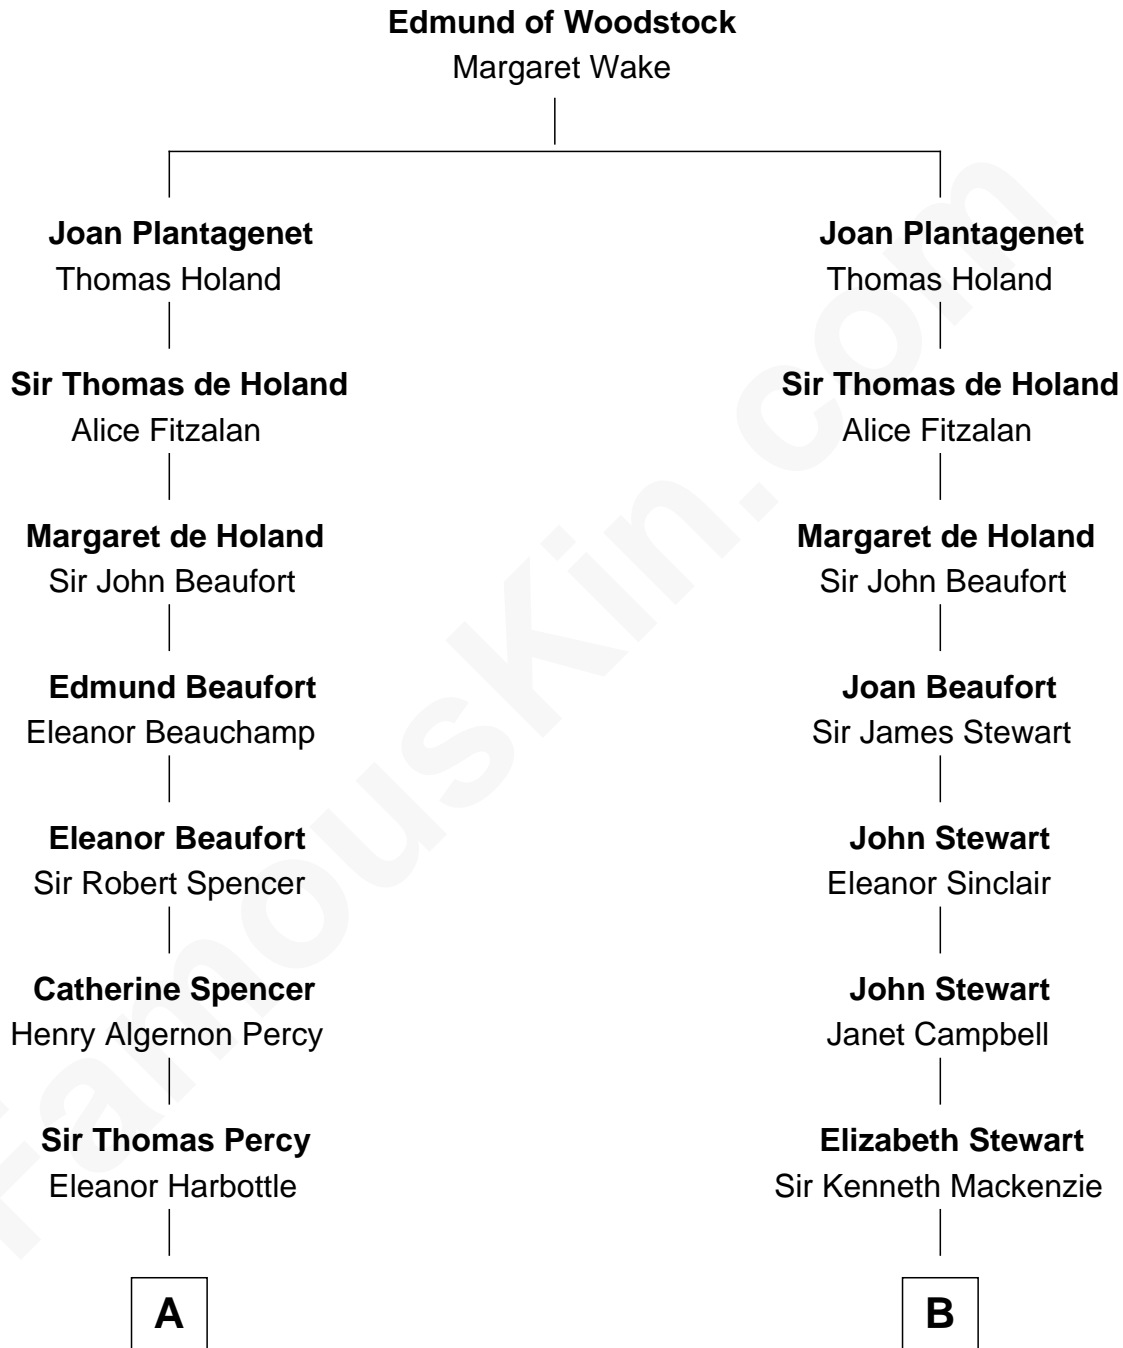 Edmund of Woodstock
Margaret Wake
Joan Plantagenet
Thomas Holand
Sir Thomas de Holand
Alice Fitzalan
Margaret de Holand
Sir John Beaufort
Edmund Beaufort
Eleanor Beauchamp
Eleanor Beaufort
Sir Robert Spencer
Catherine Spencer
Henry Algernon Percy
Sir Thomas Percy
Eleanor Harbottle
A
Joan Plantagenet
Thomas Holand
Sir Thomas de Holand
Alice Fitzalan
Margaret de Holand
Sir John Beaufort
Joan Beaufort
Sir James Stewart
John Stewart
Eleanor Sinclair
John Stewart
Janet Campbell
Elizabeth Stewart
Sir Kenneth Mackenzie
B
FamousKin.com